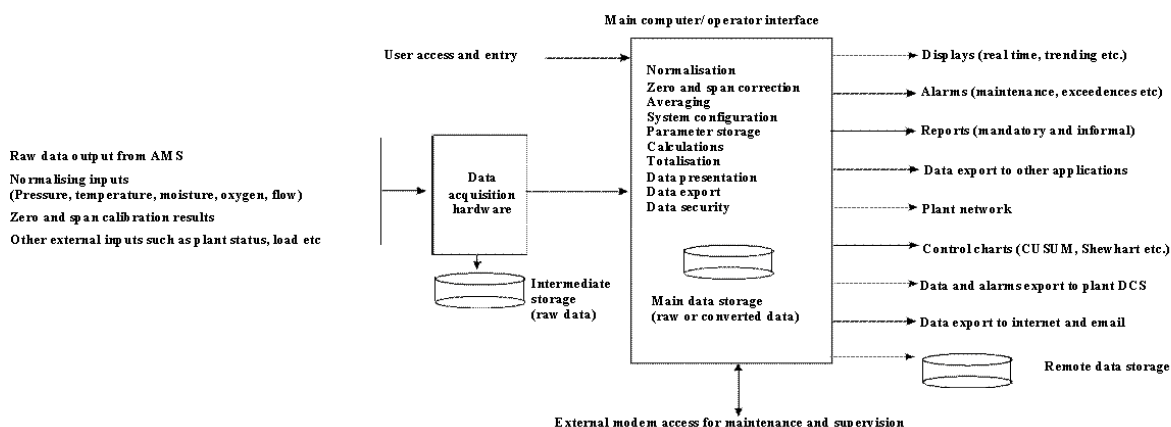 Main computer/ operator interface
User access and entry
Normalisation
Zero and span correction
Averaging
System configuration
Parameter storage
Calculations
Totalisation
Data presentation
Data export
Data security
Main data storage
(raw or converted data)
Raw data output from AMS
Normalising inputs
(Pressure, temperature, moisture, oxygen, flow)
Zero and span calibration results
Other external inputs such as plant status, load etc
Data
acquisition
hardware
Intermediate
storage
(raw data)
Displays (real time, trending etc.)
Alarms (maintenance, exceedences etc)
Reports (mandatory and informal)
Data export to other applications
Plant network
Control charts (CUSUM, Shewhart etc.)
Data and alarms export to plant DCS
Data export to internet and email
Remote data storage
External modem access for maintenance and supervision